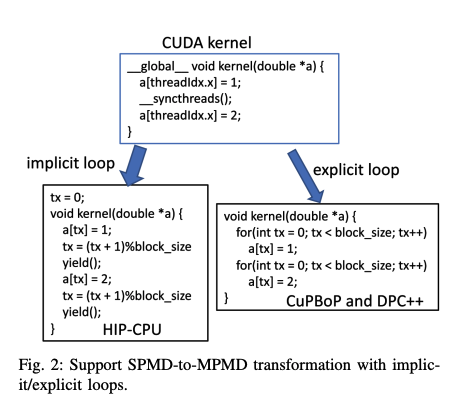 CUDA kernel
__global__ void kernel(double *a) {
a[threadIdx.x] = 1;
__syncthreads();
a[threadIdx.x] = 2;
}
implicit loop
explicit loop
tx = 0;
void kernel(double *a) {
a[tx] = 1;
tx = (tx + 1)%block_size
yield();
a[tx] = 2;
tx = (tx + 1)%block_size
yield();
}
HIP-CPU
void kernel(double *a) {
for(int tx = 0; tx < block_size; tx++)
a[tx] = 1;
for(int tx = 0; tx < block_size; tx++)
a[tx] = 2;
}
CuPBoP and DPC++
Fig. 2: Support SPMD-to-MPMD transformation with implic-
it/explicit loops.